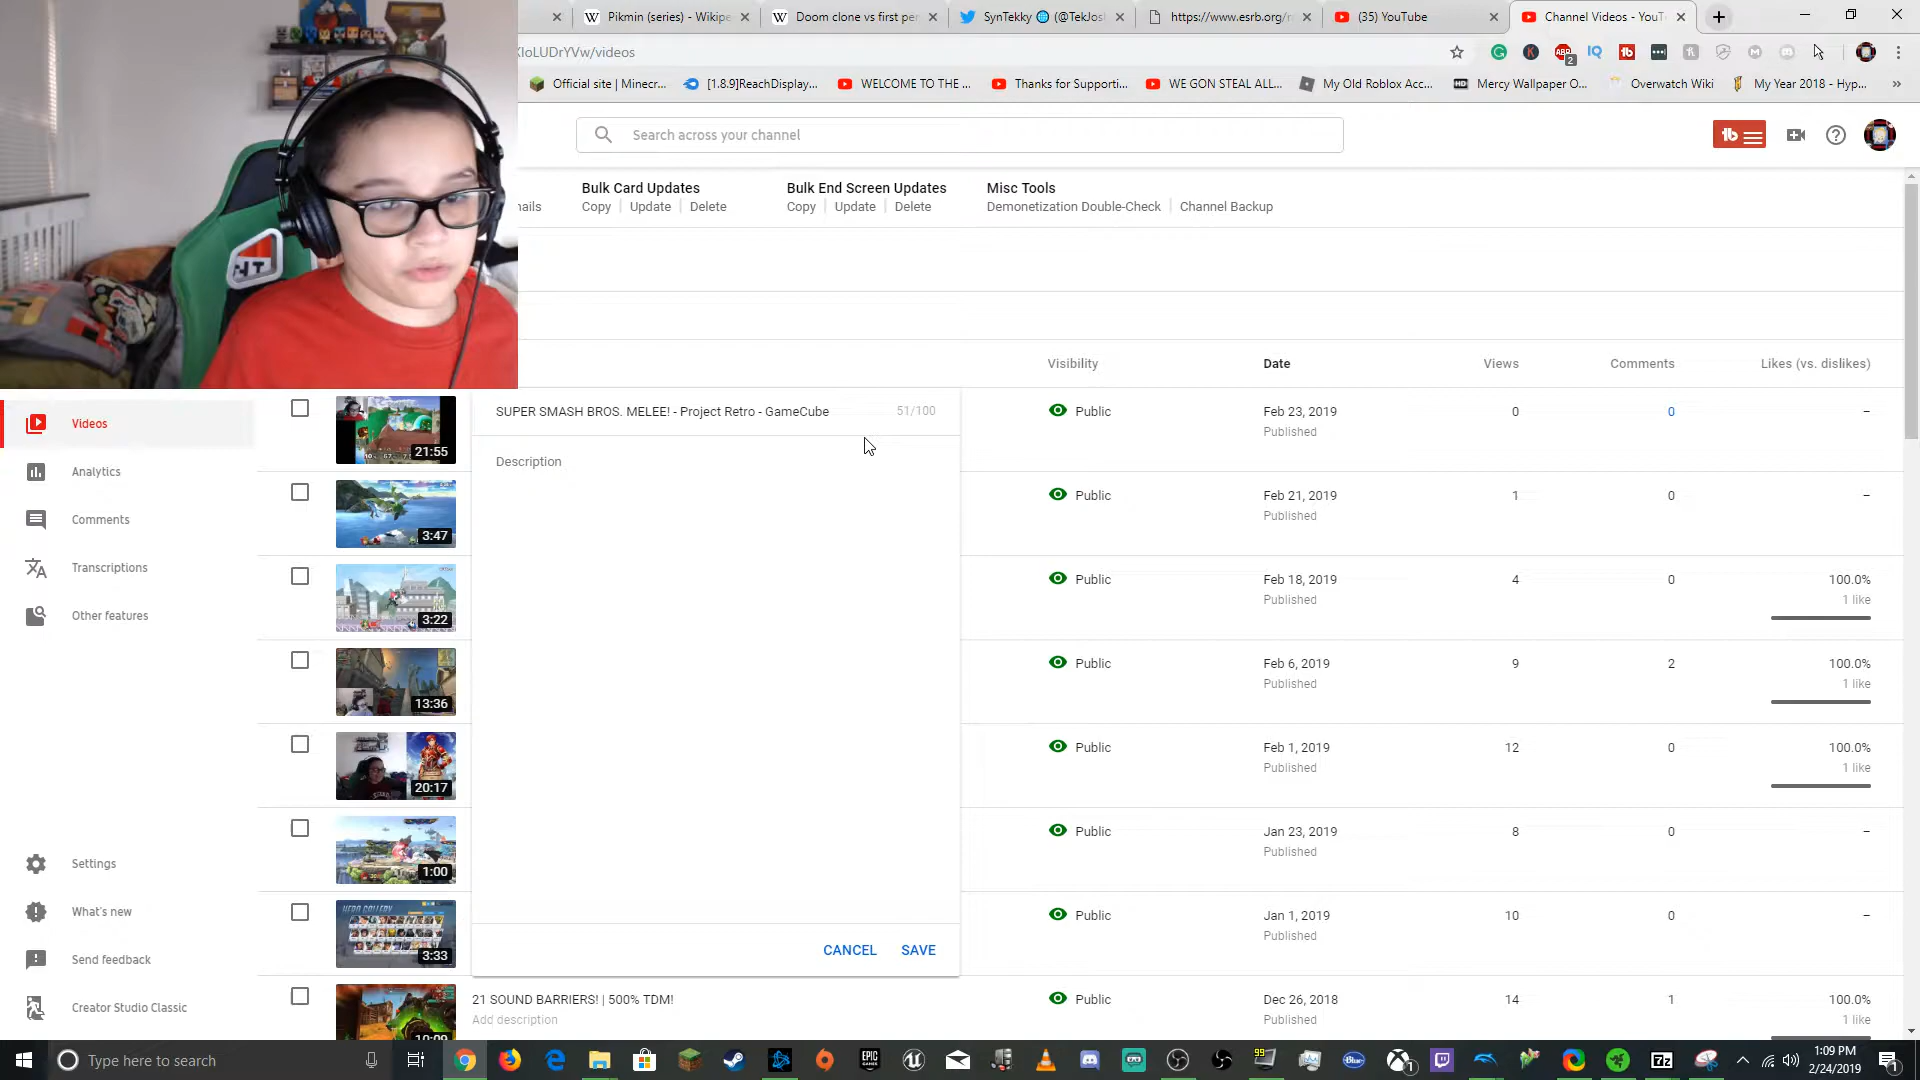 Pikmin (series) - Wikipe
Doom clone vs first per
SynTekky 🌐 (@TekJos
https://www.esrb.org/r
(35) YouTube
Channel Videos - YouT
XloLUDrYVw/videos
Official site | Minecr...
[1.8.9]ReachDisplay...
WELCOME TO THE ...
Thanks for Supporti...
WE GON STEAL ALL...
My Old Roblox Acc...
Mercy Wallpaper O...
Overwatch Wiki
My Year 2018 - Hyp...
Search across your channel
Bulk Card Updates
Bulk End Screen Updates
Misc Tools
nails
Copy | Update | Delete
Copy | Update | Delete
Demonetization Double-Check | Channel Backup
Visibility
Date
Views
Comments
Likes (vs. dislikes)
Videos
Analytics
Comments
Transcriptions
Other features
Settings
What's new
Send feedback
Creator Studio Classic
SUPER SMASH BROS. MELEE! - Project Retro - GameCube 51/100
Description
CANCEL SAVE
21:55
Public Feb 23, 2019 0 0 –
Published
3:47
Public Feb 21, 2019 1 0 –
Published
3:22
Public Feb 18, 2019 4 0 100.0%
Published 1 like
13:36
Public Feb 6, 2019 9 2 100.0%
Published 1 like
20:17
Public Feb 1, 2019 12 0 100.0%
Published 1 like
1:00
Public Jan 23, 2019 8 0 –
Published
HERO GALLERY
3:33
Public Jan 1, 2019 10 0 –
Published
10:09
21 SOUND BARRIERS! | 500% TDM! Public Dec 26, 2018 14 1 100.0%
Add description Published 1 like
Type here to search
1:09 PM
2/24/2019